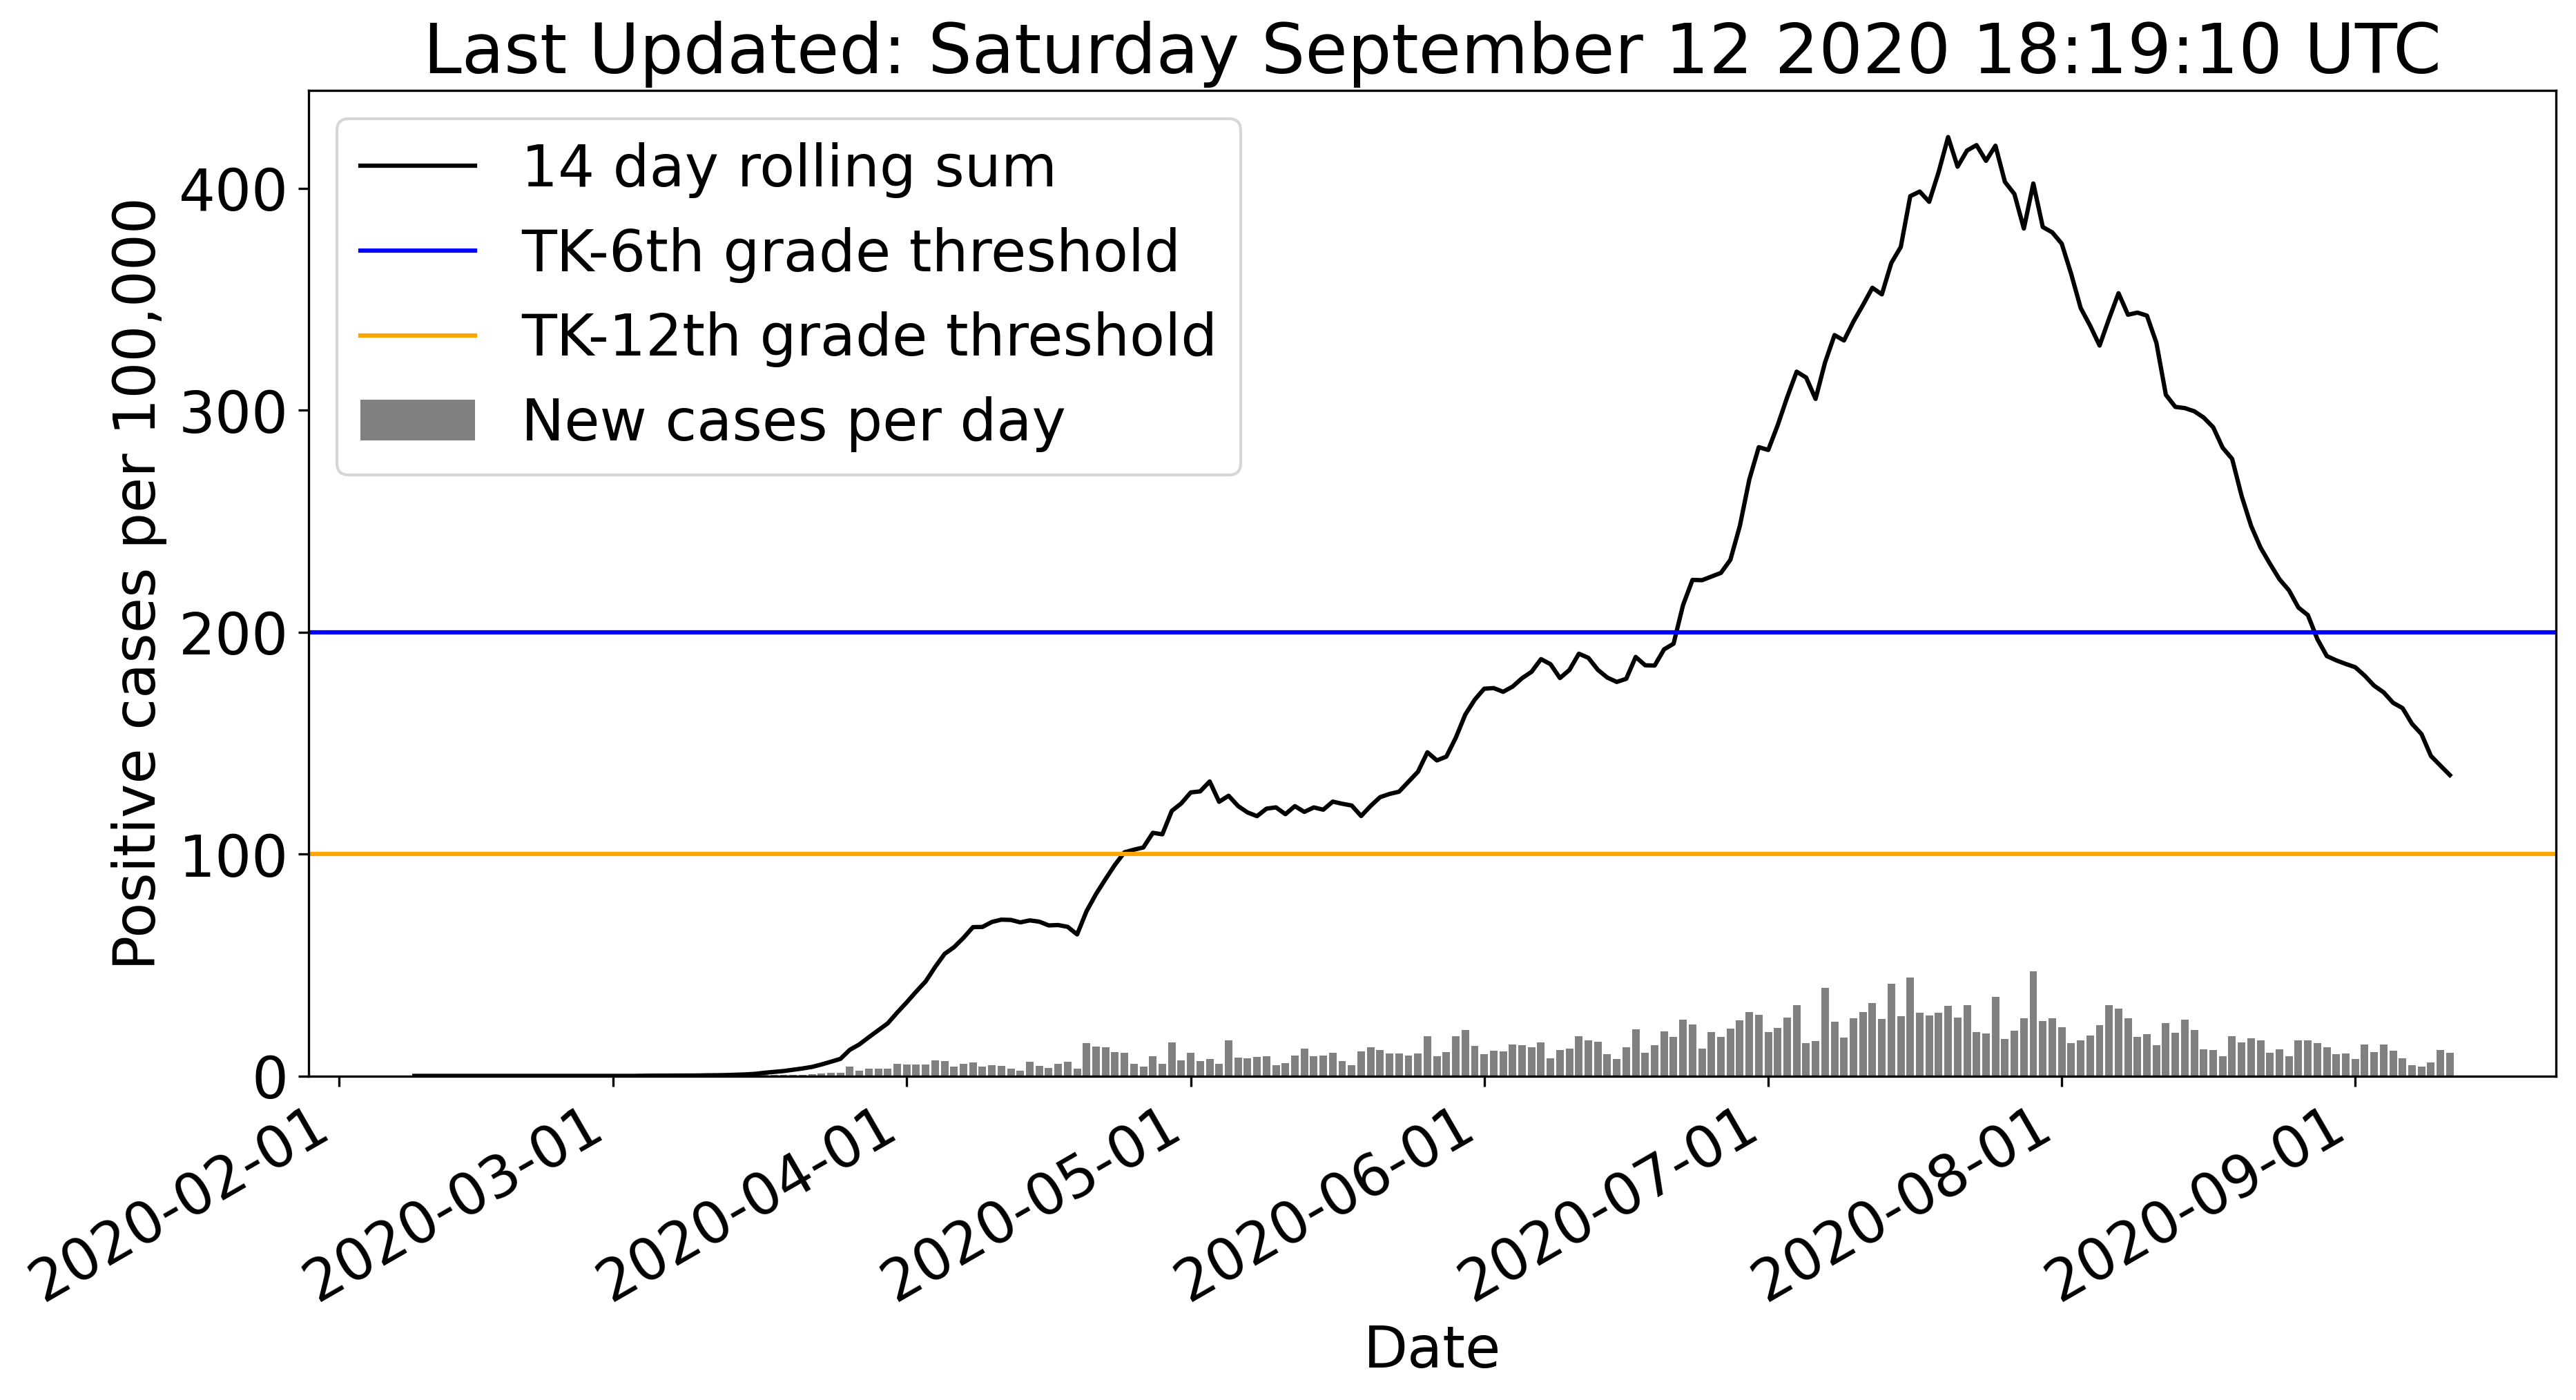 Last Updated: Saturday September 12 2020 18:19:10 UTC
14 day rolling sum
TK-6th grade threshold
TK-12th grade threshold
New cases per day
Positive cases per 100,000
400
300
200
100
0
2020-02-01
2020-03-01
2020-04-01
2020-05-01
2020-06-01
2020-07-01
2020-08-01
2020-09-01
Date